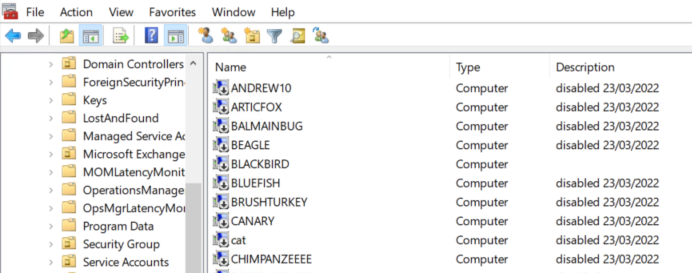 File Action View Favorites Window Help
Domain Controllers
ForeignSecurityPrin
Keys
LostAndFound
Managed Service Ac
Microsoft Exchange
MOMLatencyMonit
OperationsManage
OpsMgrLatencyMor
Program Data
Security Group
Service Accounts
Name Type Description
ANDREW10 Computer disabled 23/03/2022
ARTICFOX Computer disabled 23/03/2022
BALMAINBUG Computer disabled 23/03/2022
BEAGLE Computer disabled 23/03/2022
BLACKBIRD Computer
BLUEFISH Computer disabled 23/03/2022
BRUSHTURKEY Computer disabled 23/03/2022
CANARY Computer disabled 23/03/2022
cat Computer disabled 23/03/2022
CHIMPANZEEEE Computer disabled 23/03/2022